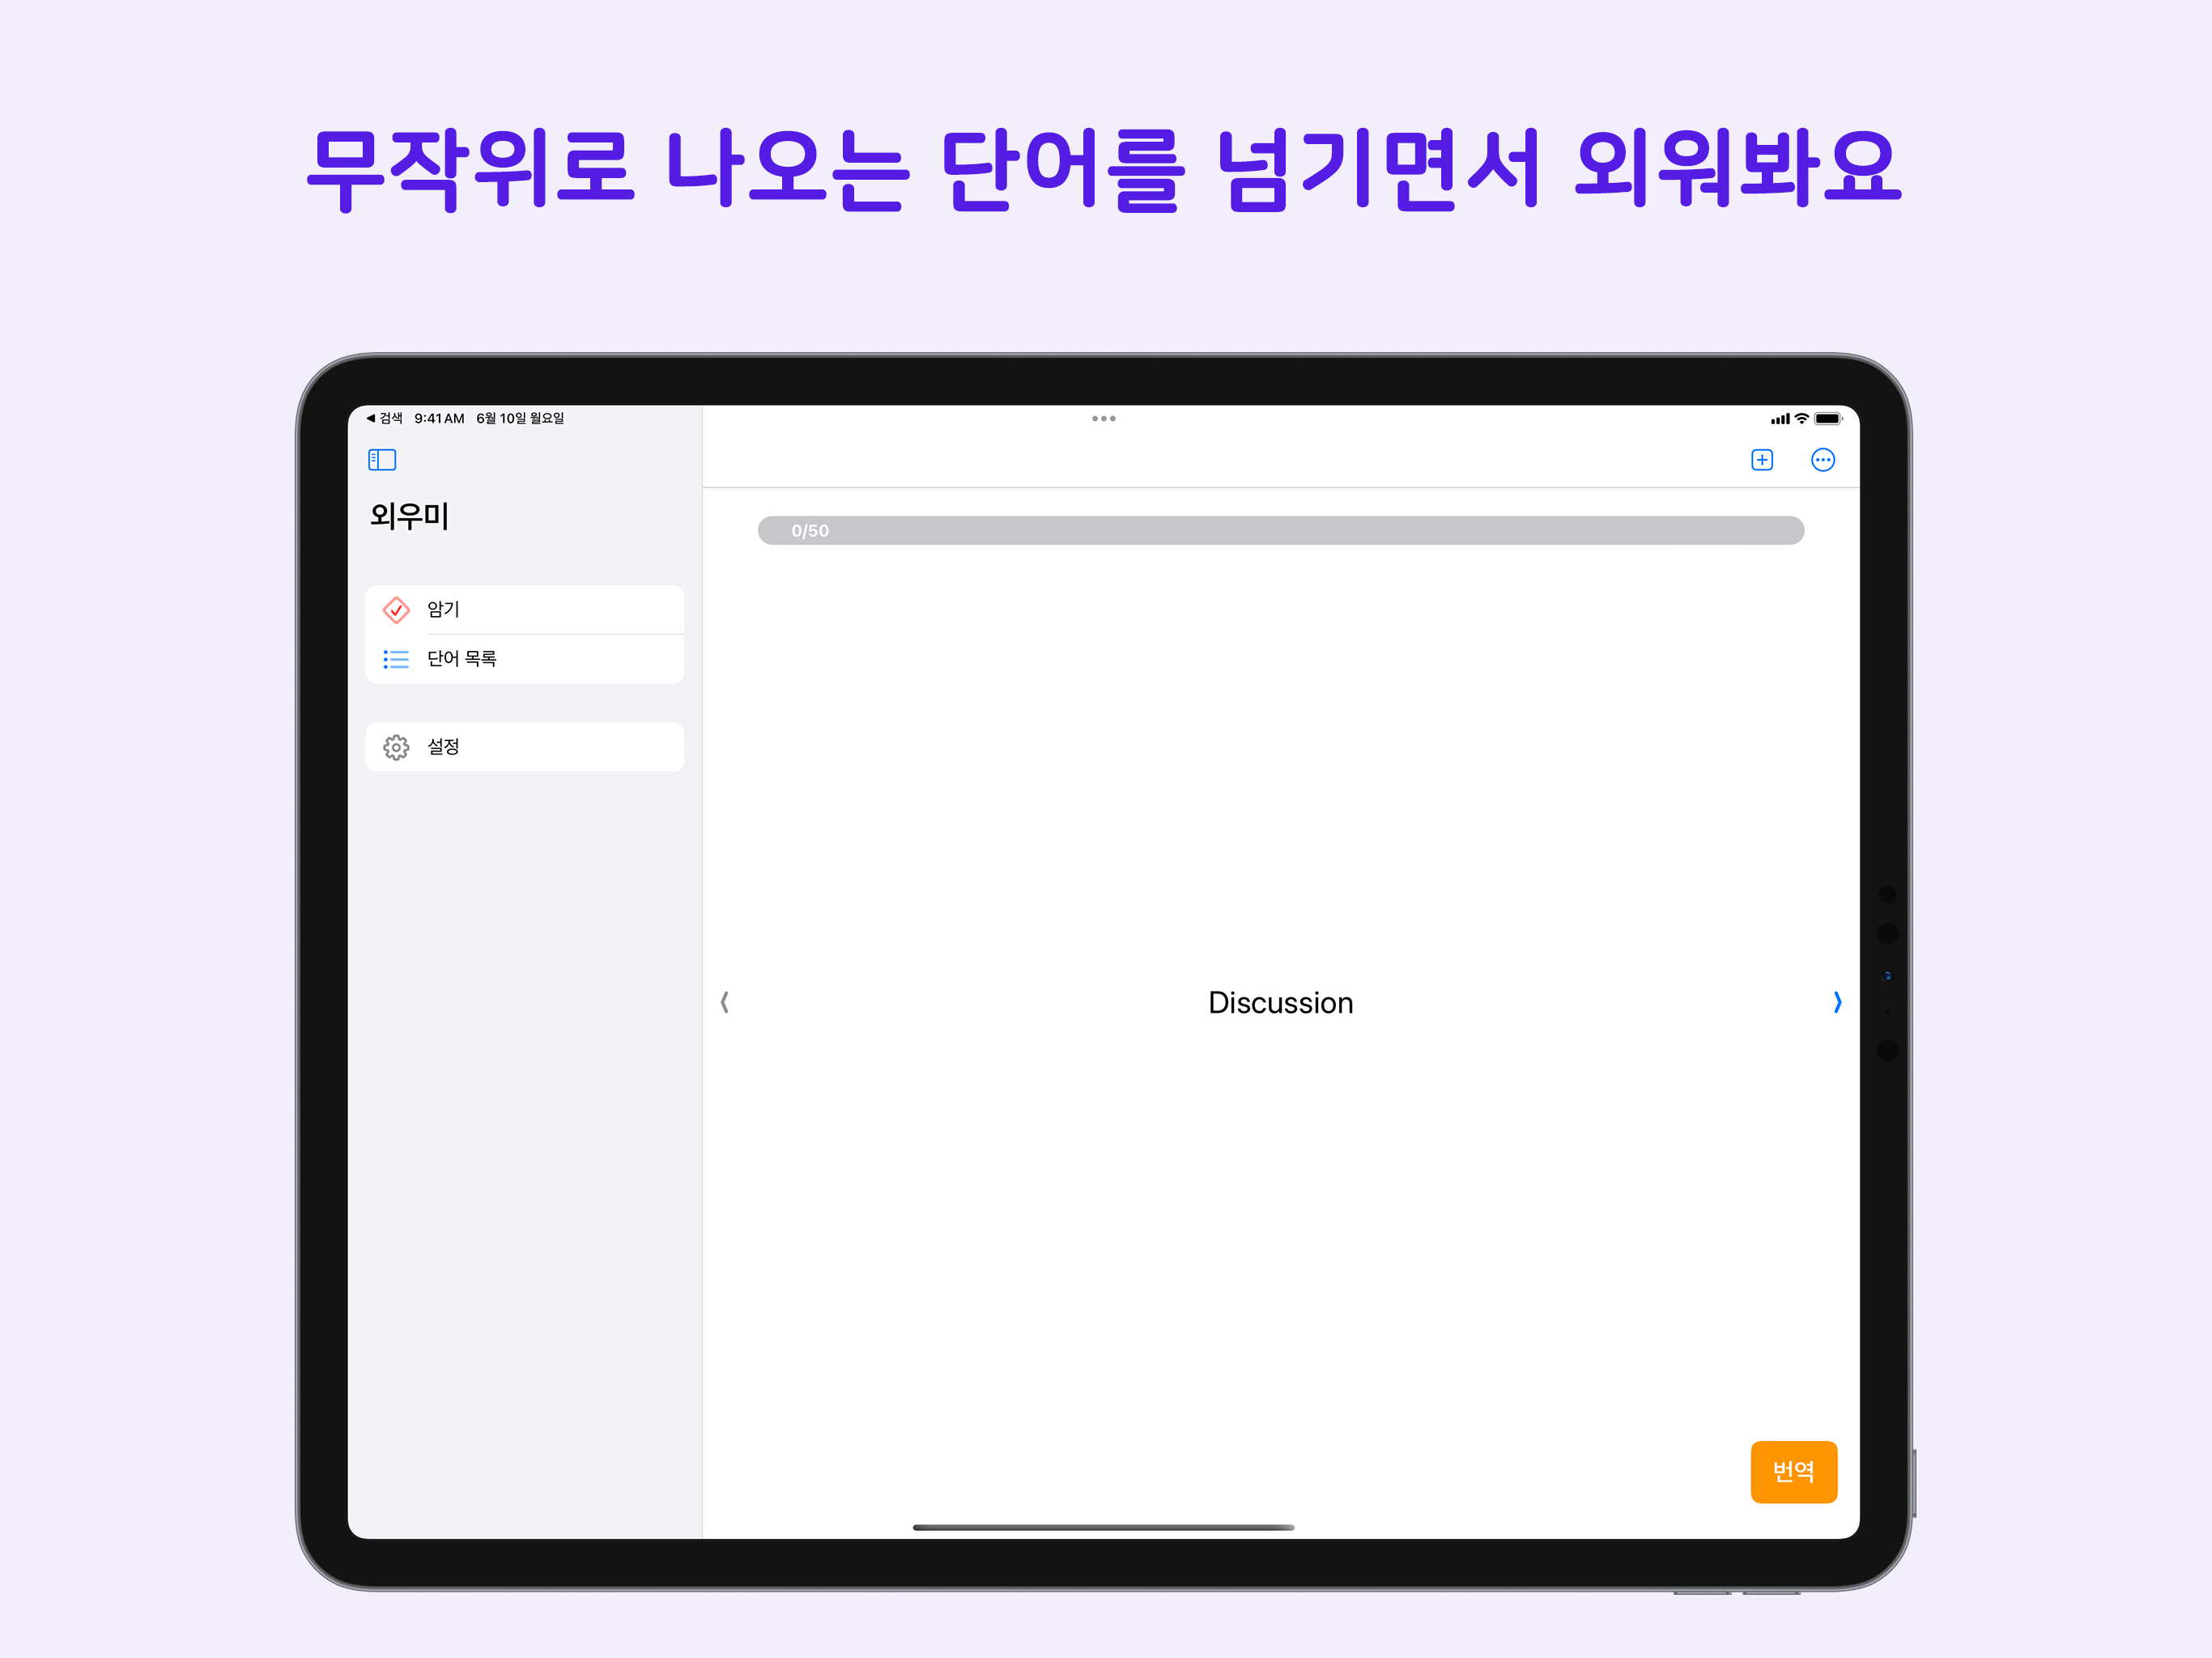 무작위로 나오는 단어를 넘기면서 외워봐요
검색 9:41 AM 6월 10일 월요일
외우미
암기
단어 목록
설정
0/50
Discussion
번역